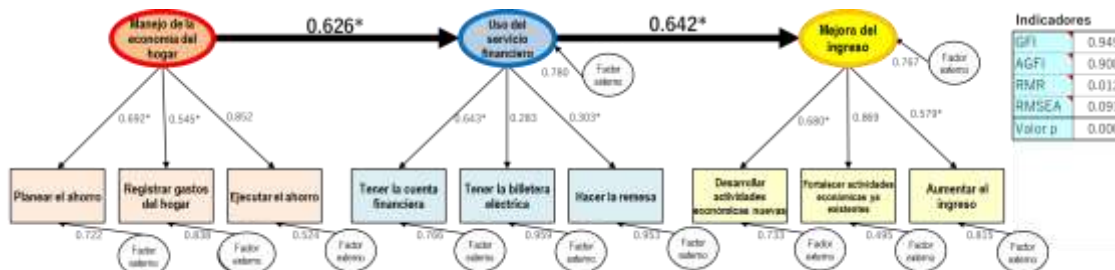 Manejo de la
economía del
hogar
0.626*
Uso del
servicio
financiero
0.642*
Mejora del
ingreso
0.780
Factor
externo
0.767
Factor
externo
Indicadores
GFI
AGFI
RMR
RMSEA
Valor p
0.692*
0.545*
0.852
0.643*
0.283
0.303*
0.680*
0.869
0.579*
Planear el ahorro
Registrar gastos
del hogar
Ejecutar el ahorro
Tener la cuenta
financiera
Tener la billetera
eléctrica
Hacer la remesa
Desarrollar
actividades
económicas nuevas
Fortalecer actividades
económicas ya
existentes
Aumentar el
ingreso
0.722
Factor
externo
0.838
Factor
externo
0.524
Factor
externo
0.766
Factor
externo
0.959
Factor
externo
0.953
Factor
externo
0.733
Factor
externo
0.495
Factor
externo
0.815
Factor
externo